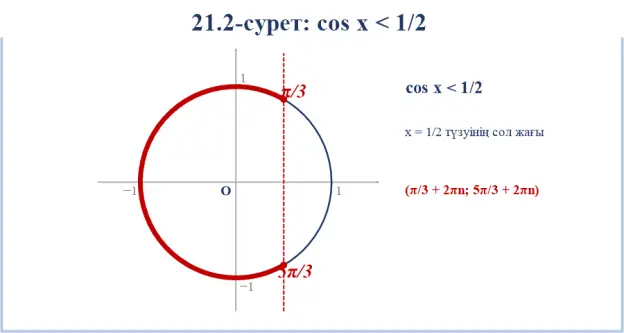 21.2-сурет: cos x < 1/2
1
π/3
cos x < 1/2
x = 1/2 түзуінің сол жағы
−1
O
1
(π/3 + 2πn; 5π/3 + 2πn)
5π/3
−1